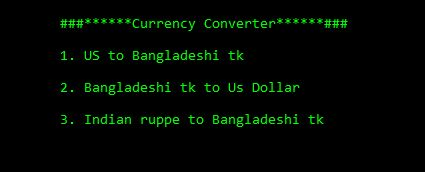 ###******Currency Converter******###
1. US to Bangladeshi tk
2. Bangladeshi tk to Us Dollar
3. Indian ruppe to Bangladeshi tk